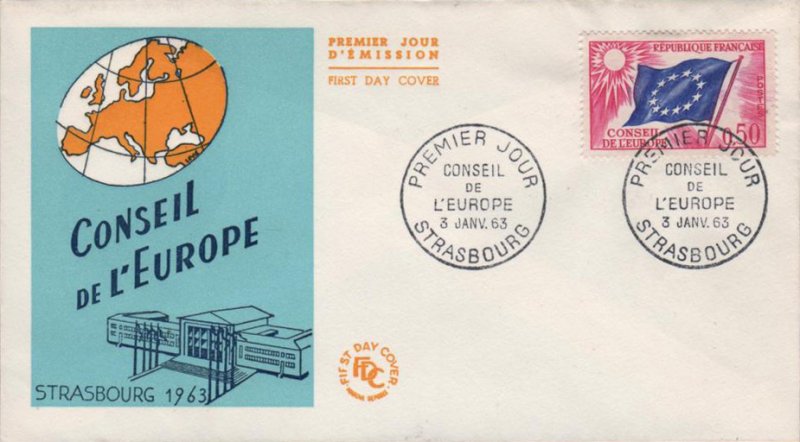 PREMIER JOUR
D'ÉMISSION
FIRST DAY COVER
RÉPUBLIQUE FRANÇAISE
POSTES
CONSEIL
DE L'EUROPE
0,50
PREMIER JOUR
CONSEIL
DE
L'EUROPE
3 JANV. 63
STRASBOURG
PREMIER JOUR
CONSEIL
DE
L'EUROPE
3 JANV. 63
STRASBOURG
CONSEIL
DE L'EUROPE
STRASBOURG 1963
FIRST DAY COVER
FDC